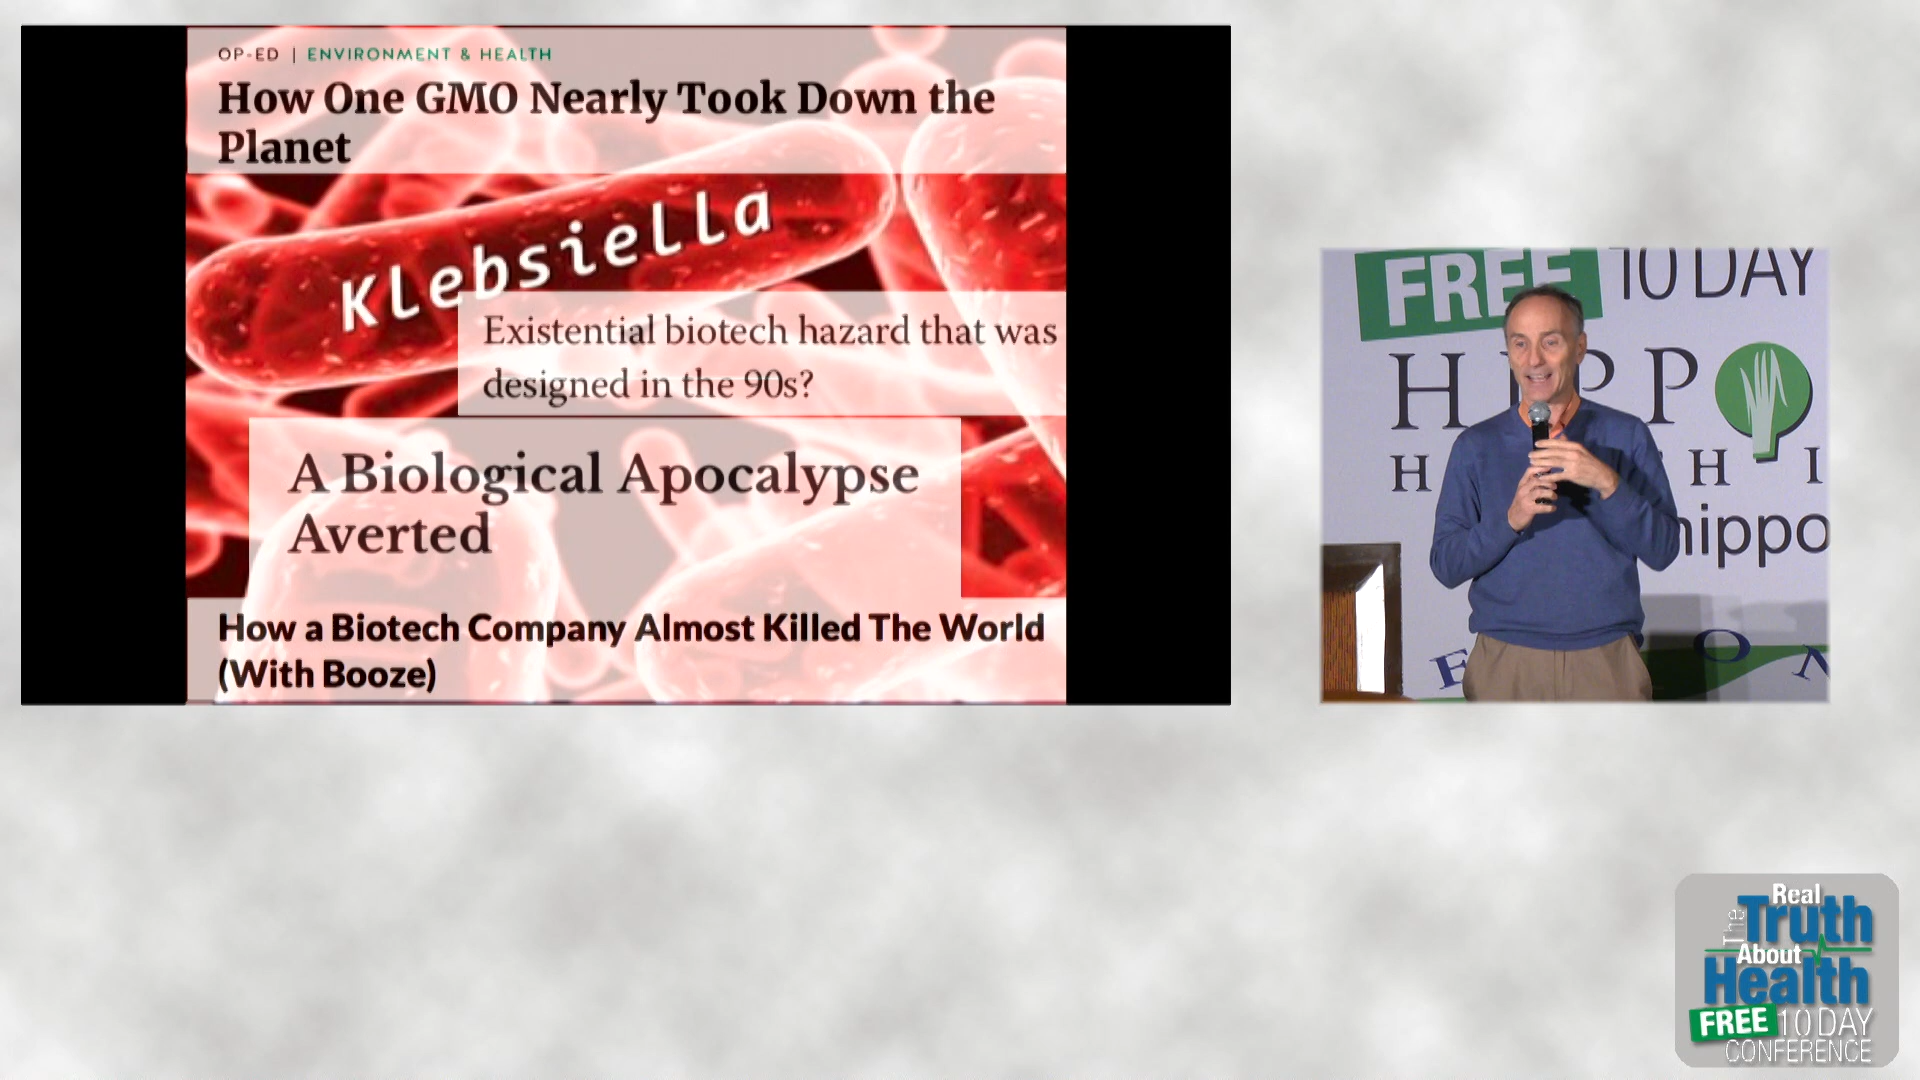 OP-ED | ENVIRONMENT & HEALTH
How One GMO Nearly Took Down the
Planet
Klebsiella
Existential biotech hazard that was
designed in the 90s?
A Biological Apocalypse
Averted
How a Biotech Company Almost Killed The World
(With Booze)
FREE 10 DAY
HIPPO
H TH I
hippo
E O N
The Real
Truth
About
Health
FREE 10 DAY
CONFERENCE